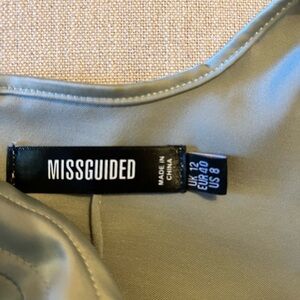 MISSGUIDED
MADE IN
CHINA
UK 12
EUR 40
US 8